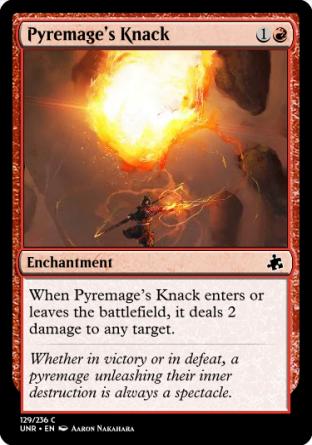 Pyremage's Knack 1
Enchantment
When Pyremage's Knack enters or
leaves the battlefield, it deals 2
damage to any target.
Whether in victory or in defeat, a
pyremage unleashing their inner
destruction is always a spectacle.
129/236 C
UNR • EN Aaron Nakahara